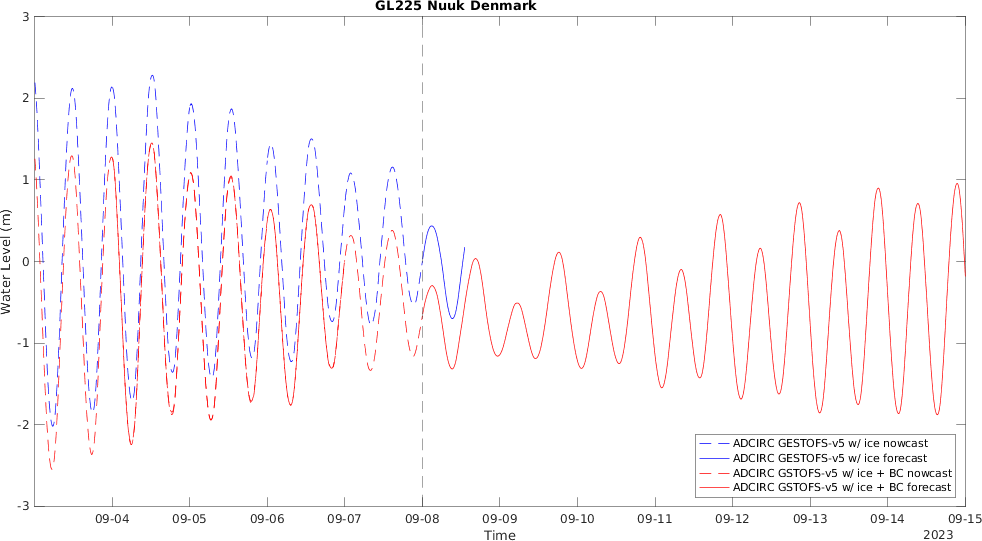 GL225 Nuuk Denmark
3
2
1
0
-1
-2
-3
Water Level (m)
ADCIRC GESTOFS-v5 w/ ice nowcast
ADCIRC GESTOFS-v5 w/ ice forecast
ADCIRC GSTOFS-v5 w/ ice + BC nowcast
ADCIRC GSTOFS-v5 w/ ice + BC forecast
09-04 09-05 09-06 09-07 09-08 09-09 09-10 09-11 09-12 09-13 09-14 09-15
Time
2023